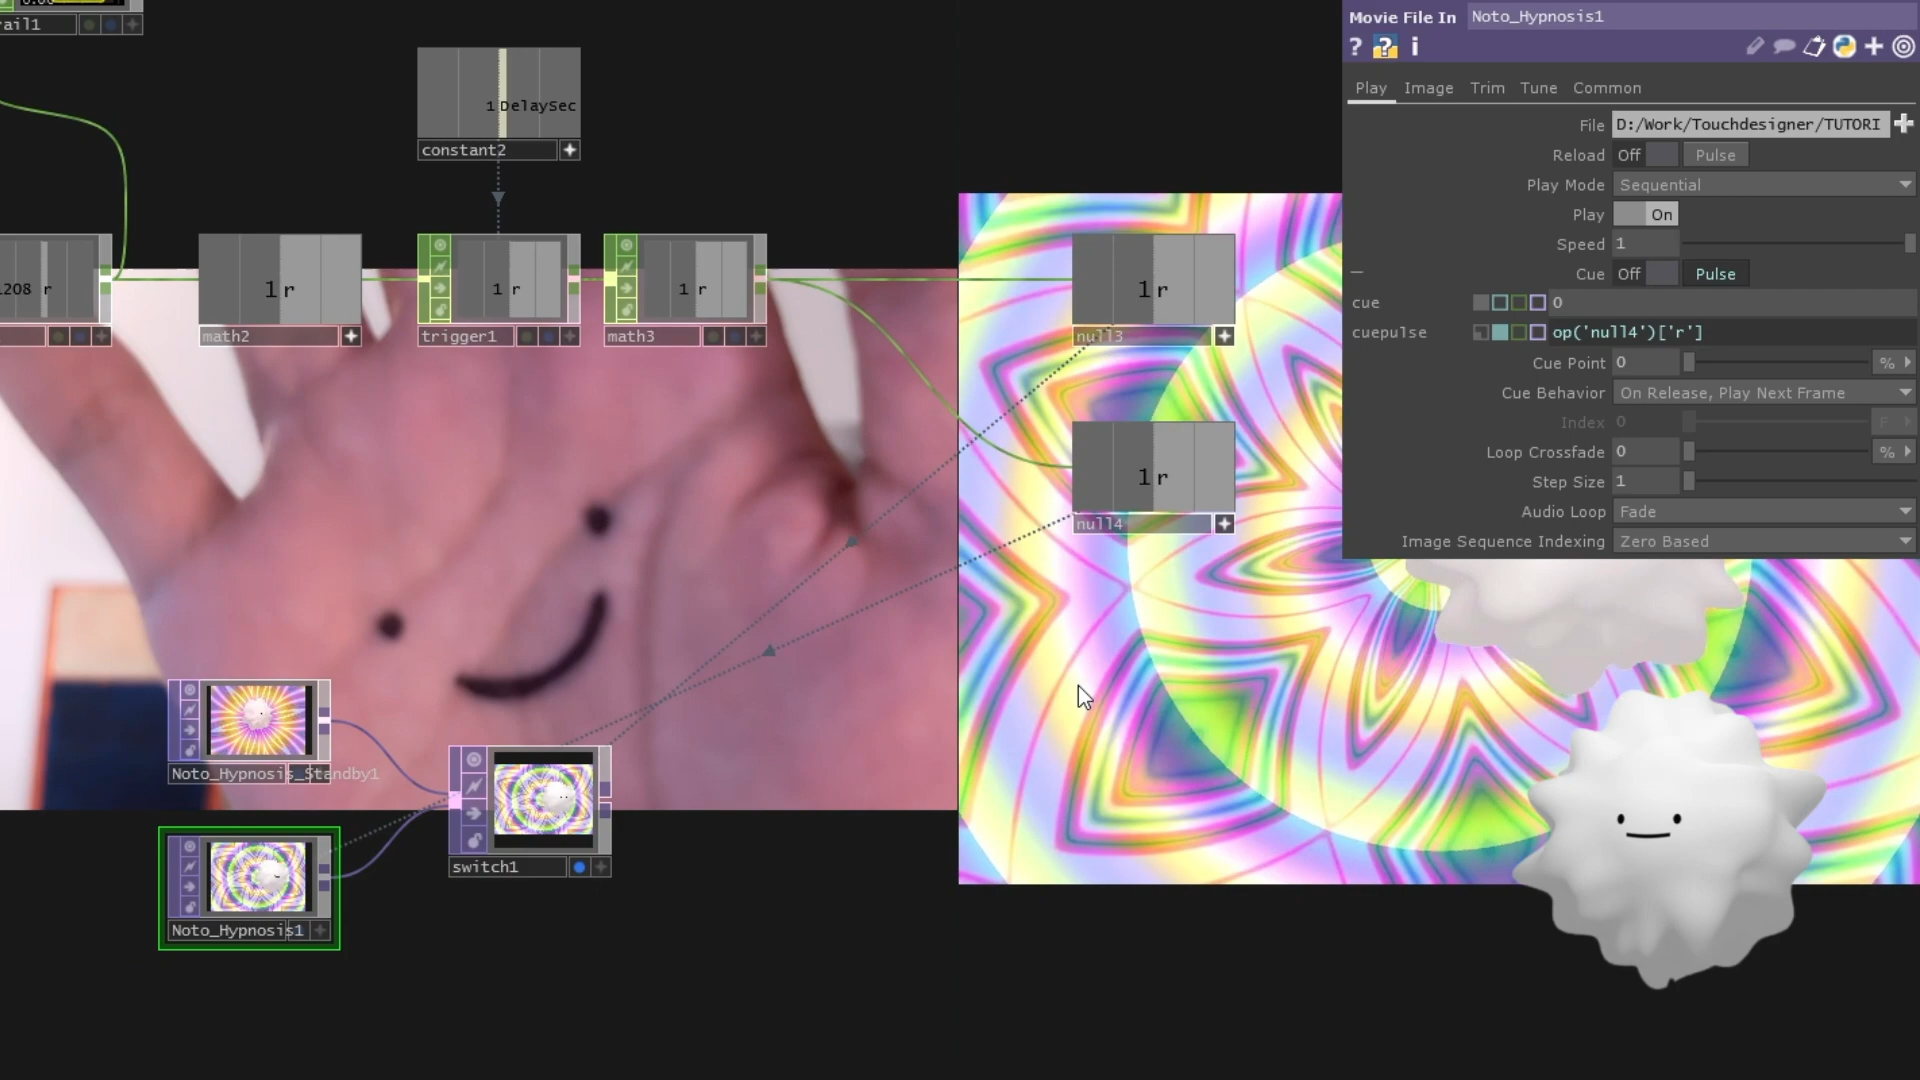 ail1
1 DelaySec
constant2
1208 r
1 r
math2
1 r
trigger1
1 r
math3
1 r
null3
1 r
null4
Noto_Hypnosis_Standby1
Noto_Hypnosis1
switch1
Movie File In Noto_Hypnosis1
? ? i
Play Image Trim Tune Common
File D:/Work/Touchdesigner/TUTORI
Reload Off Pulse
Play Mode Sequential
Play On
Speed 1
Cue Off Pulse
cue 0
cuepulse op('null4')['r']
Cue Point 0 %
Cue Behavior On Release, Play Next Frame
Index 0 F
Loop Crossfade 0 %
Step Size 1
Audio Loop Fade
Image Sequence Indexing Zero Based